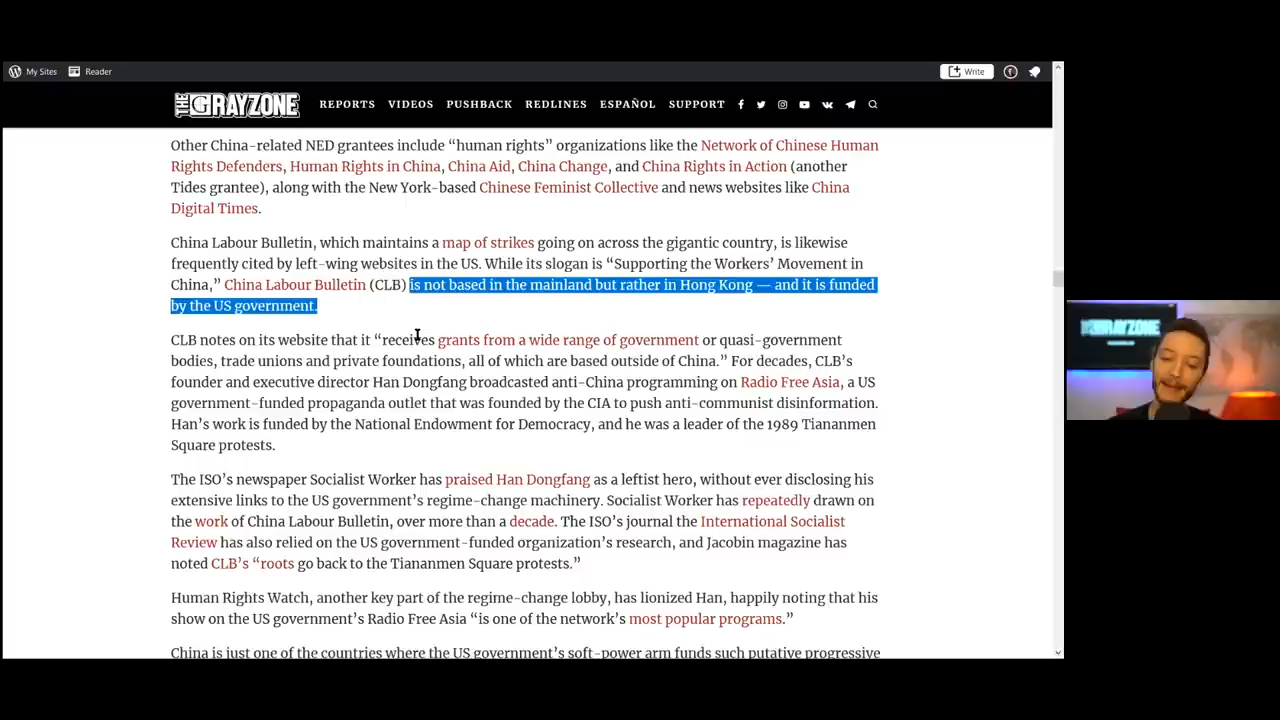 My Sites Reader Write
THE GRAYZONE REPORTS VIDEOS PUSHBACK REDLINES ESPAÑOL SUPPORT
Other China-related NED grantees include “human rights” organizations like the Network of Chinese Human
Rights Defenders, Human Rights in China, China Aid, China Change, and China Rights in Action (another
Tides grantee), along with the New York-based Chinese Feminist Collective and news websites like China
Digital Times.
China Labour Bulletin, which maintains a map of strikes going on across the gigantic country, is likewise
frequently cited by left-wing websites in the US. While its slogan is “Supporting the Workers’ Movement in
China,” China Labour Bulletin (CLB) is not based in the mainland but rather in Hong Kong — and it is funded
by the US government.
CLB notes on its website that it “receives grants from a wide range of government or quasi-government
bodies, trade unions and private foundations, all of which are based outside of China.” For decades, CLB’s
founder and executive director Han Dongfang broadcasted anti-China programming on Radio Free Asia, a US
government-funded propaganda outlet that was founded by the CIA to push anti-communist disinformation.
Han’s work is funded by the National Endowment for Democracy, and he was a leader of the 1989 Tiananmen
Square protests.
The ISO’s newspaper Socialist Worker has praised Han Dongfang as a leftist hero, without ever disclosing his
extensive links to the US government’s regime-change machinery. Socialist Worker has repeatedly drawn on
the work of China Labour Bulletin, over more than a decade. The ISO’s journal the International Socialist
Review has also relied on the US government-funded organization’s research, and Jacobin magazine has
noted CLB’s “roots go back to the Tiananmen Square protests.”
Human Rights Watch, another key part of the regime-change lobby, has lionized Han, happily noting that his
show on the US government’s Radio Free Asia “is one of the network’s most popular programs.”
China is just one of the countries where the US government’s soft-power arm funds such putative progressive
THE GRAYZONE